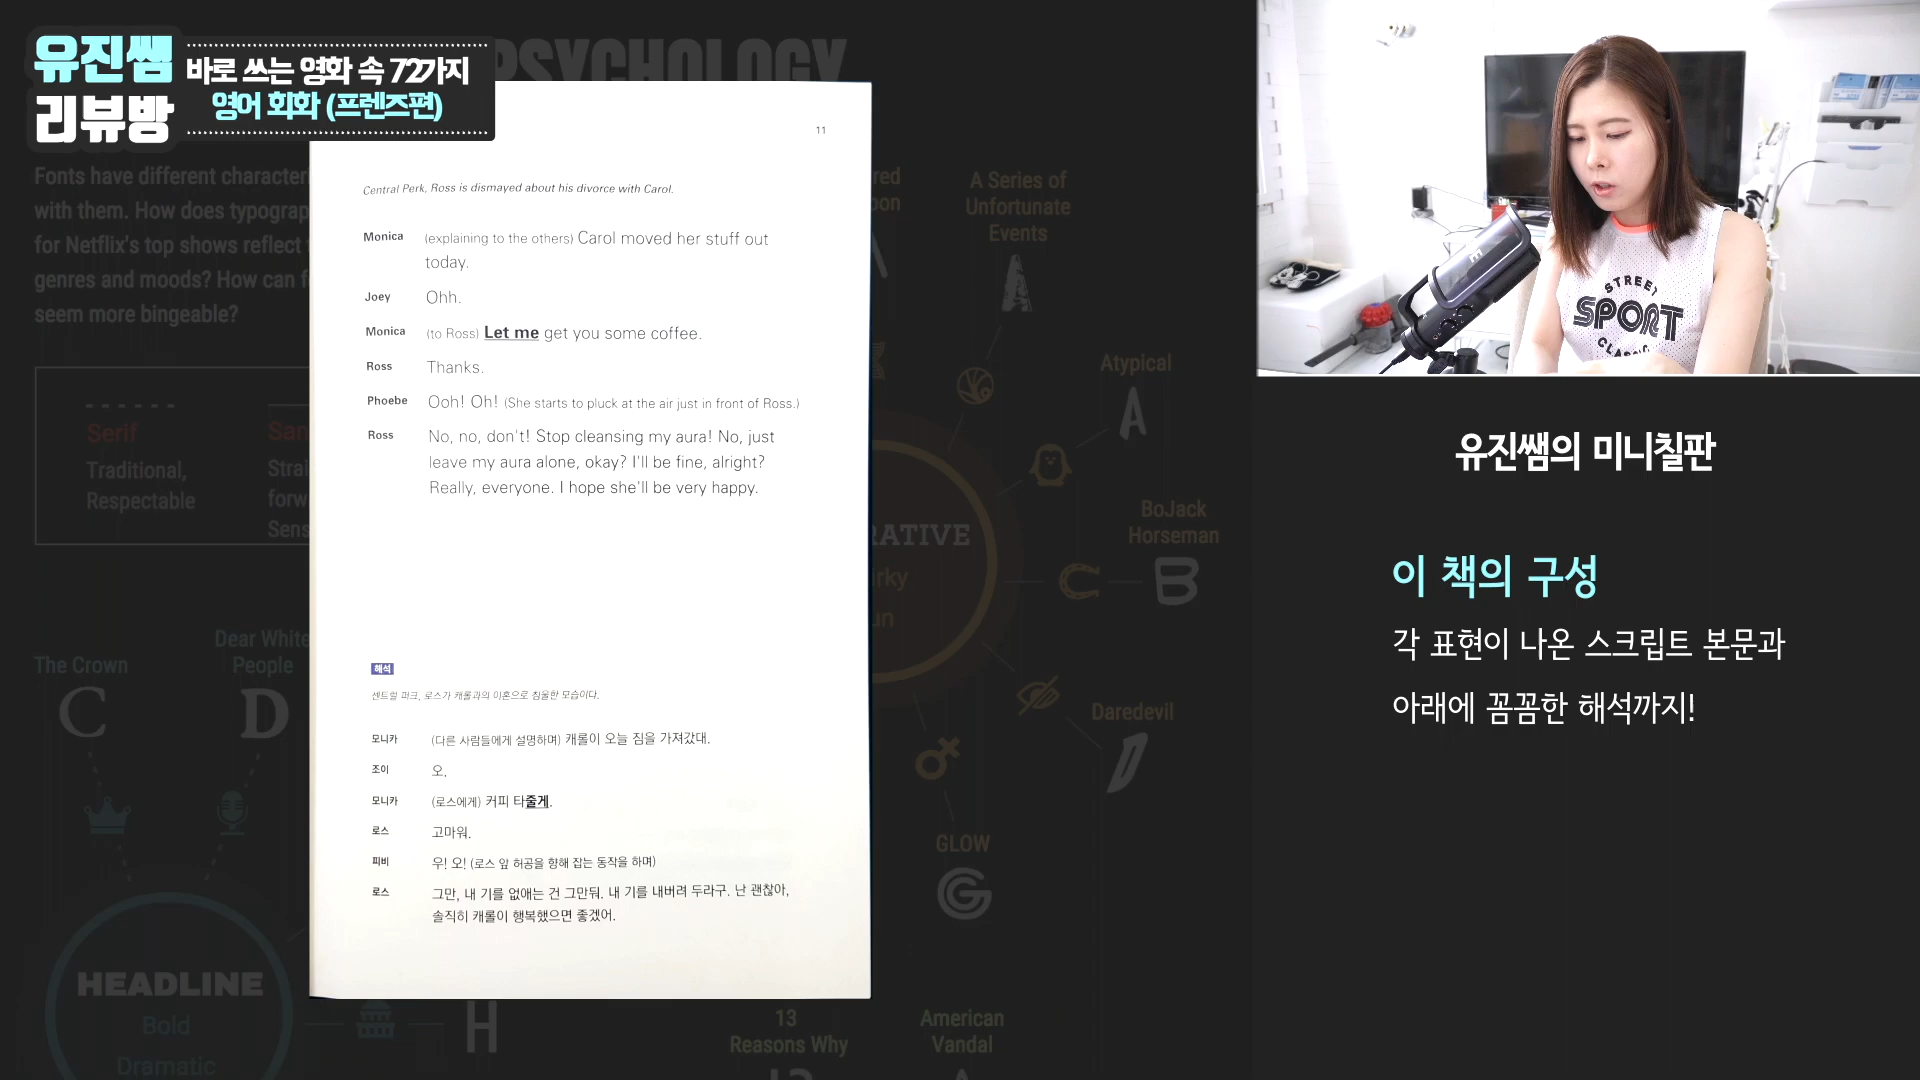 유진쌤
리뷰방
바로 쓰는 영화 속 72가지
영어 회화 (프렌즈편)
PSYCHOLOGY
Fonts have different character
with them. How does typograp
for Netflix's top shows reflect
genres and moods? How can f
seem more bingeable?
Serif
San
Traditional,
Respectable
Strai
forw
Sens
The Crown
C
Dear White
People
D
HEADLINE
Bold
Dramatic
H
11
Central Perk, Ross is dismayed about his divorce with Carol.
Monica (explaining to the others) Carol moved her stuff out
today.
Joey Ohh.
Monica (to Ross) Let me get you some coffee.
Ross Thanks.
Phoebe Ooh! Oh! (She starts to pluck at the air just in front of Ross.)
Ross No, no, don't! Stop cleansing my aura! No, just
leave my aura alone, okay? I'll be fine, alright?
Really, everyone. I hope she'll be very happy.
해석
센트럴 퍼크, 로스가 캐롤과의 이혼으로 침울한 모습이다.
모니카 (다른 사람들에게 설명하며) 캐롤이 오늘 짐을 가져갔대.
조이 오.
모니카 (로스에게) 커피 타줄게.
로스 고마워.
피비 우! 오! (로스 앞 허공을 향해 잡는 동작을 하며)
로스 그만, 내 기를 없애는 건 그만둬. 내 기를 내버려 두라구. 난 괜찮아,
솔직히 캐롤이 행복했으면 좋겠어.
A Series of
Unfortunate
Events
A
Atypical
A
RATIVE
irky
un
BoJack
Horseman
B
Daredevil
D
GLOW
G
13
Reasons Why
American
Vandal
STREET
SPORT
CLASSIC
유진쌤의 미니칠판
이 책의 구성
각 표현이 나온 스크립트 본문과
아래에 꼼꼼한 해석까지!